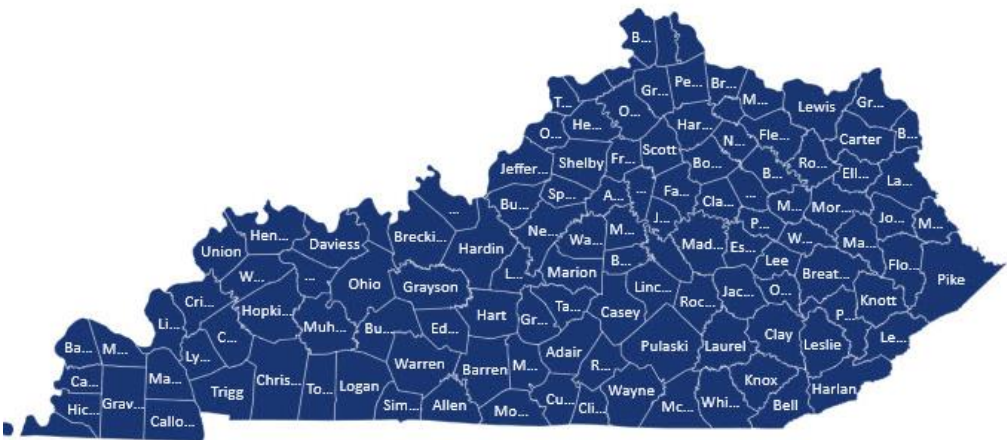 B...
Gr...
Pe...
Br...
T...
O...
M...
Lewis
Gr...
O...
He...
Har...
N...
Fle...
Carter
B...
Jeffer...
Shelby
Fr...
Scott
Bo...
B...
Ro...
Ell...
La...
Bu...
Sp...
A...
...
Fa...
Cla...
...
M...
Mor...
Jo...
M...
Union
Hen...
Daviess
Brecki...
...
Hardin
Ne...
Wa...
M...
J...
Mad...
Es...
P...
W...
Ma...
Flo...
Pike
W...
...
Ohio
Grayson
L...
Marion
B...
Lee
Breat...
Cri...
Hopki...
Muh...
Bu...
Ed...
Hart
Gr...
Ta...
Casey
Linc...
Roc...
Jac...
O...
P...
Knott
Li...
C...
Ly...
Warren
Barren
M...
Adair
R...
Pulaski
Laurel
Clay
Leslie
Le...
Ba...
M...
Ca...
Ma...
Trigg
Chris...
To...
Logan
Sim...
Allen
Mo...
Cu...
Cli...
Wayne
Mc...
Whi...
Knox
Bell
Harlan
Hic...
Grav...
Callo...